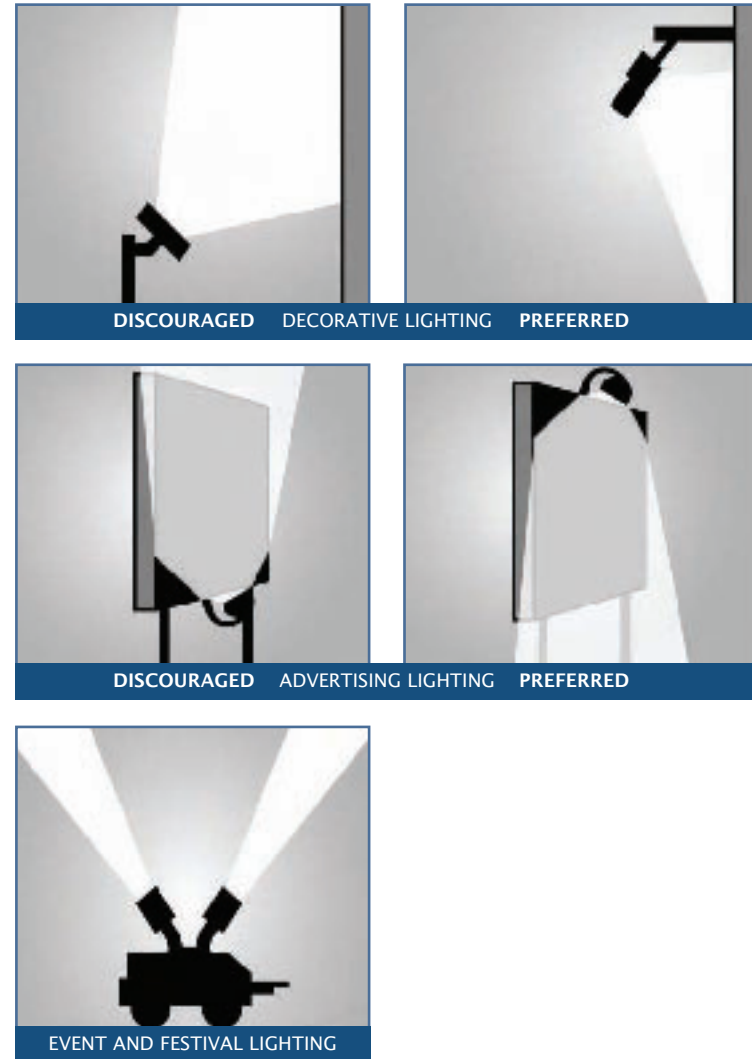 DISCOURAGED DECORATIVE LIGHTING PREFERRED
DISCOURAGED ADVERTISING LIGHTING PREFERRED
EVENT AND FESTIVAL LIGHTING